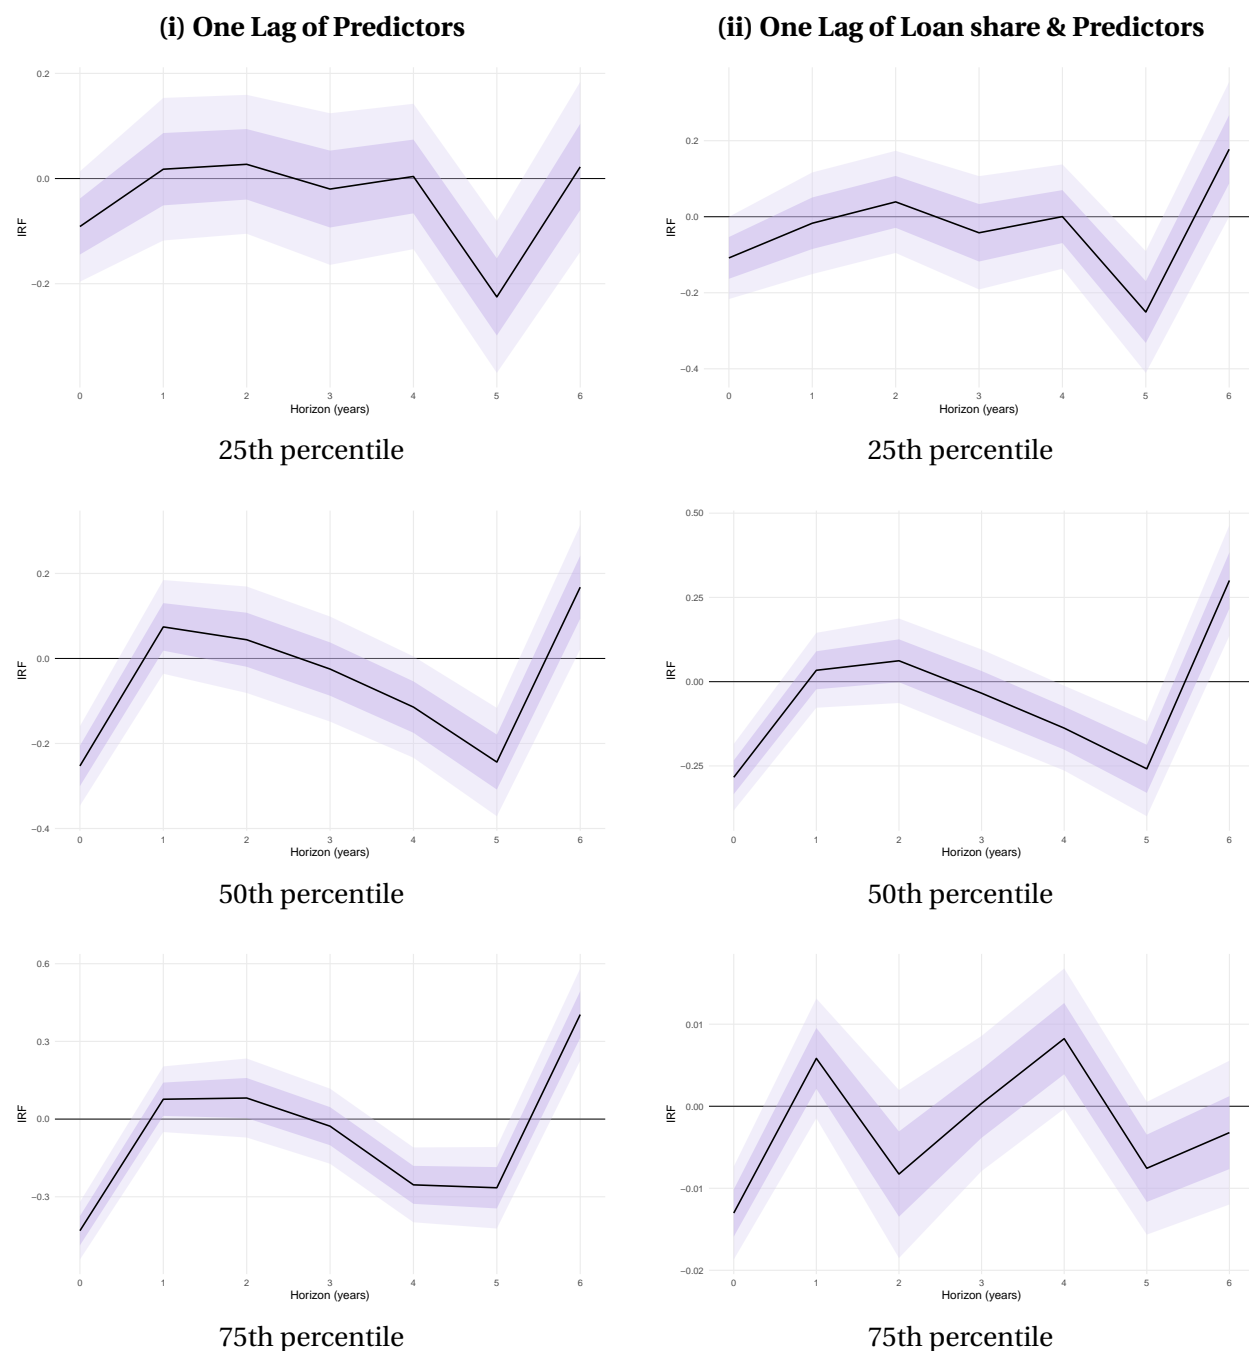 (i) One Lag of Predictors
(ii) One Lag of Loan share & Predictors
0.2
0.0
−0.2
IRF
0 1 2 3 4 5 6
Horizon (years)
25th percentile
0.2
0.0
−0.2
−0.4
IRF
0 1 2 3 4 5 6
Horizon (years)
25th percentile
0.2
0.0
−0.2
−0.4
IRF
0 1 2 3 4 5 6
Horizon (years)
50th percentile
0.50
0.25
0.00
−0.25
IRF
0 1 2 3 4 5 6
Horizon (years)
50th percentile
0.6
0.3
0.0
−0.3
IRF
0 1 2 3 4 5 6
Horizon (years)
75th percentile
0.01
0.00
−0.01
−0.02
IRF
0 1 2 3 4 5 6
Horizon (years)
75th percentile